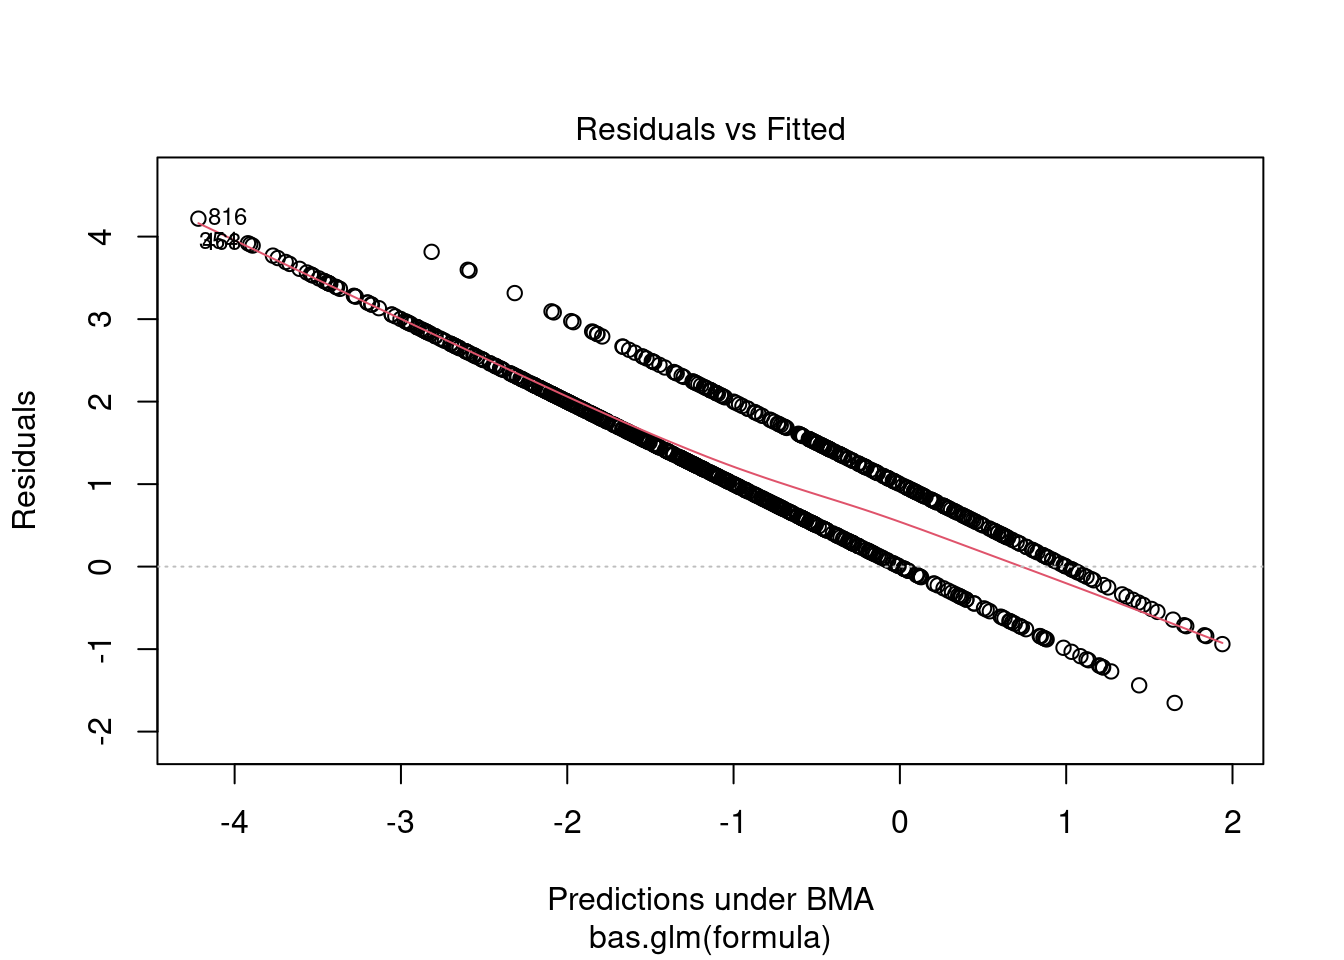 Residuals vs Fitted
816
Residuals
4
3
2
1
0
-1
-2
-4 -3 -2 -1 0 1 2
Predictions under BMA
bas.glm(formula)